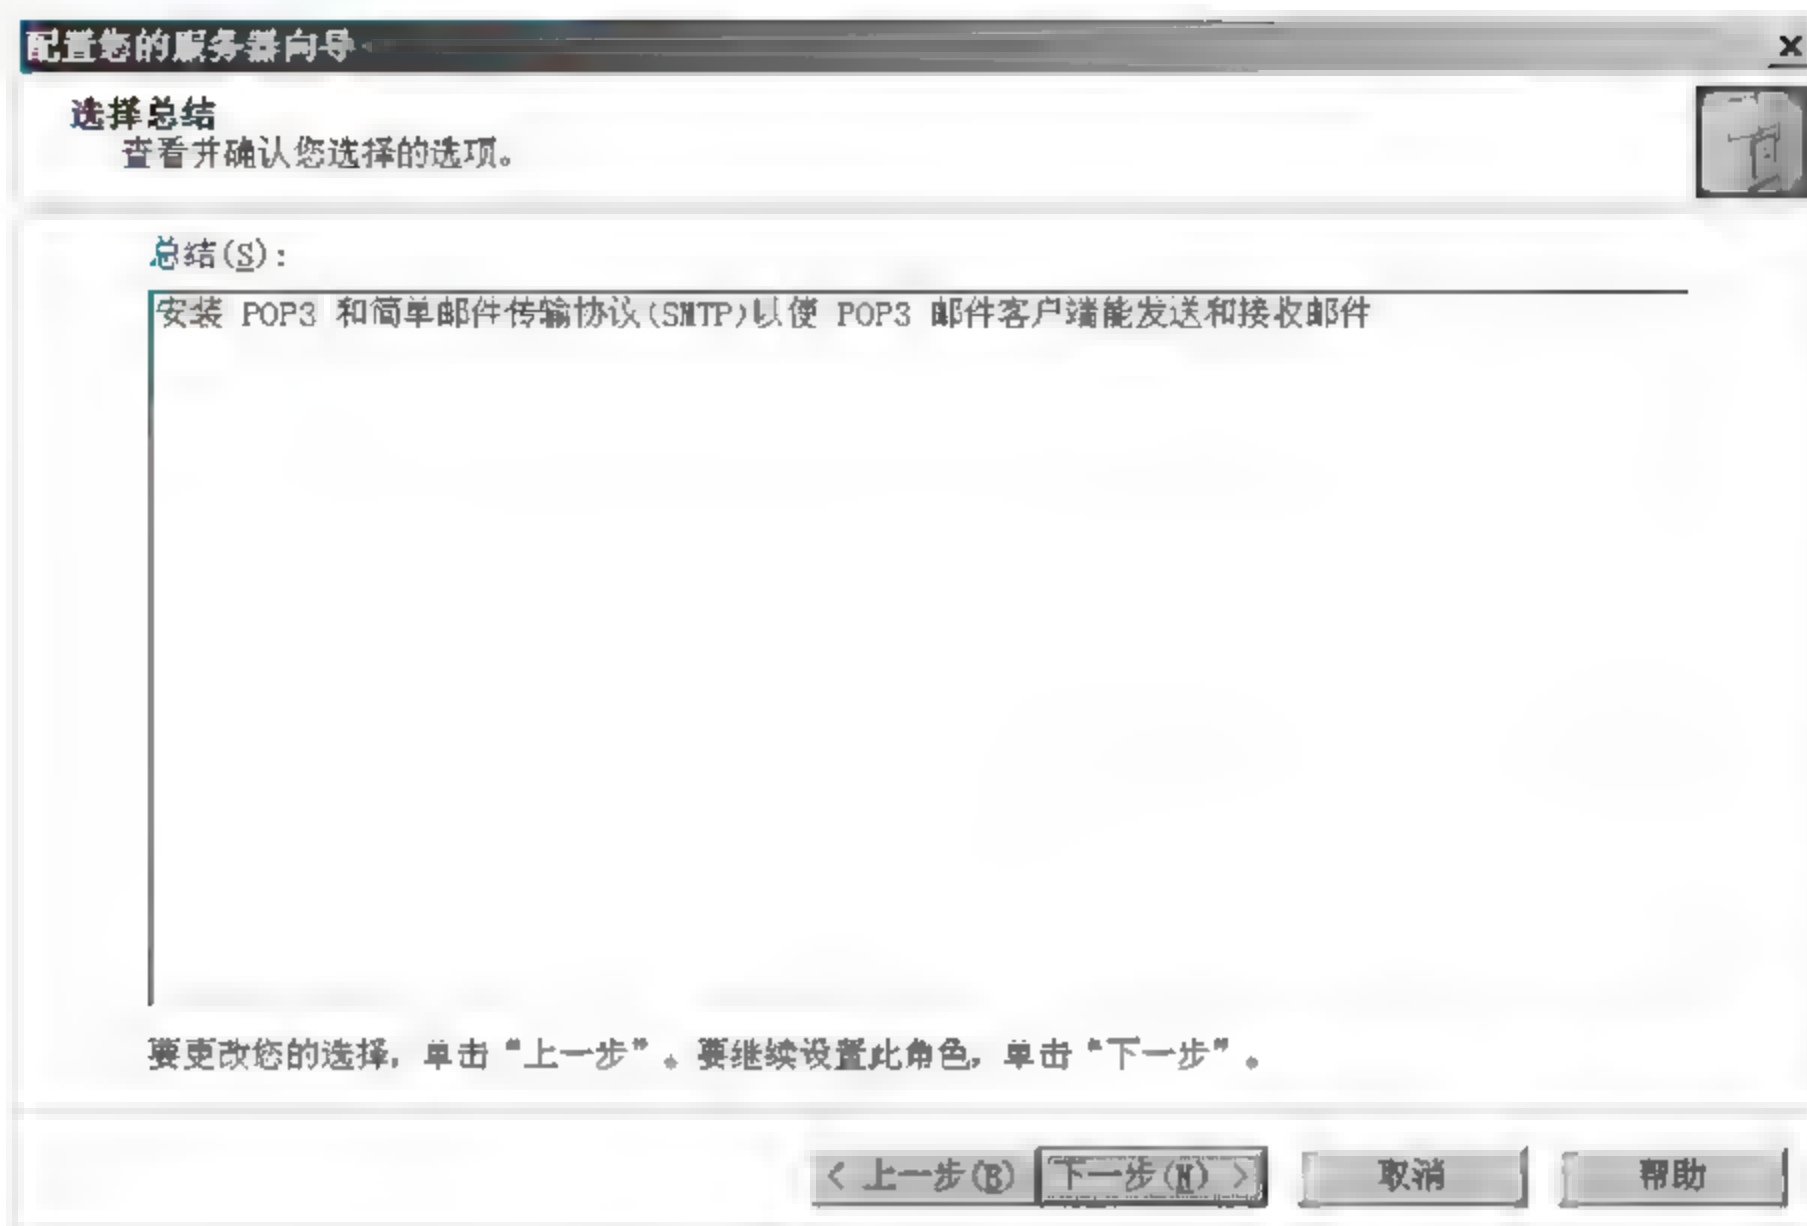 配置您的服务器向导
选择总结
查看并确认您选择的选项。
总结(S):
安装 POP3 和简单邮件传输协议(SMTP)以便 POP3 邮件客户端能发送和接收邮件
要更改您的选择,单击“上一步”。要继续设置此角色,单击“下一步”。
< 上一步(B) 下一步(N) > 取消 帮助